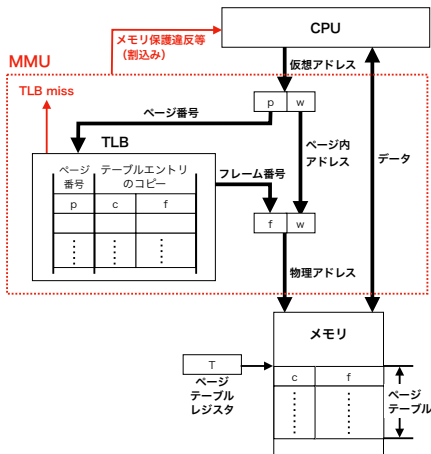 CPU
メモリ保護違反等
（割込み）
MMU
仮想アドレス
TLB miss
p w
ページ番号
TLB
ページ内
アドレス
データ
ページ
番号
テーブルエントリ
のコピー
フレーム番号
p c f
f w
物理アドレス
メモリ
T
ページ
テーブル
レジスタ
c f
ページ
テーブル